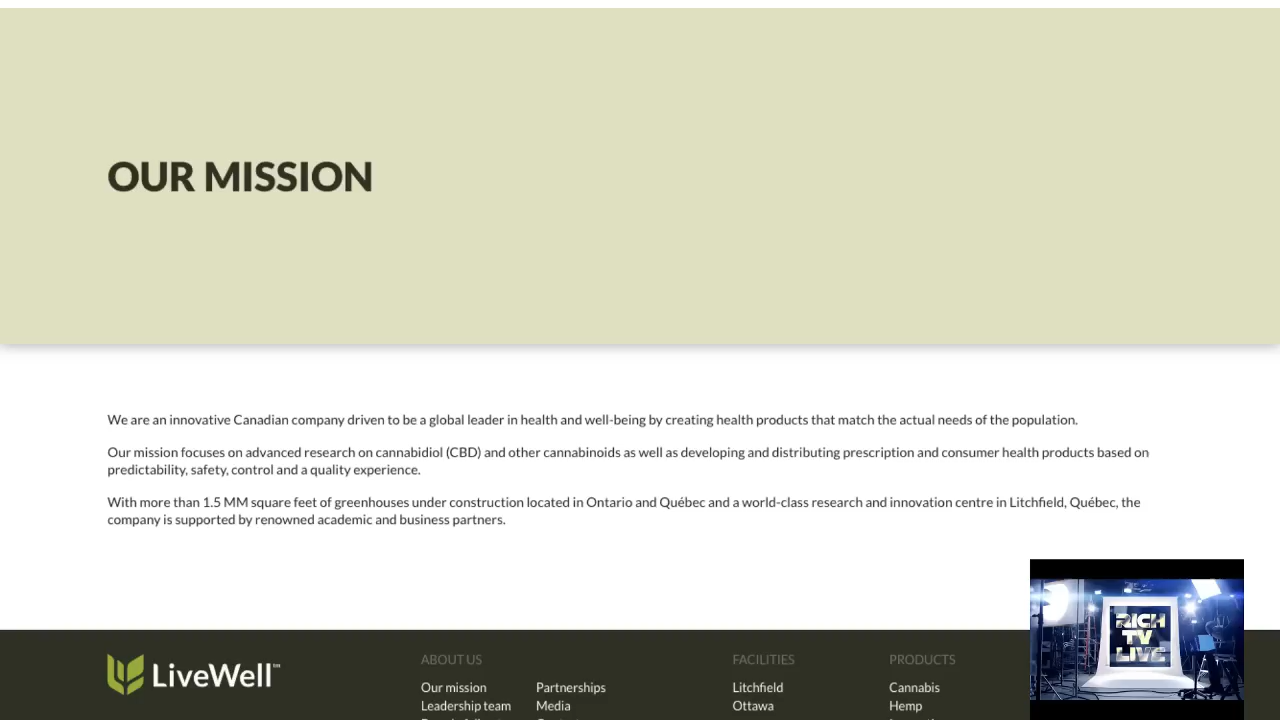 OUR MISSION
We are an innovative Canadian company driven to be a global leader in health and well-being by creating health products that match the actual needs of the population.
Our mission focuses on advanced research on cannabidiol (CBD) and other cannabinoids as well as developing and distributing prescription and consumer health products based on
predictability, safety, control and a quality experience.
With more than 1.5 MM square feet of greenhouses under construction located in Ontario and Québec and a world-class research and innovation centre in Litchfield, Québec, the
company is supported by renowned academic and business partners.
LiveWell™
ABOUT US
Our mission
Leadership team
Partnerships
Media
FACILITIES
Litchfield
Ottawa
PRODUCTS
Cannabis
Hemp
RICH
TV
LIVE